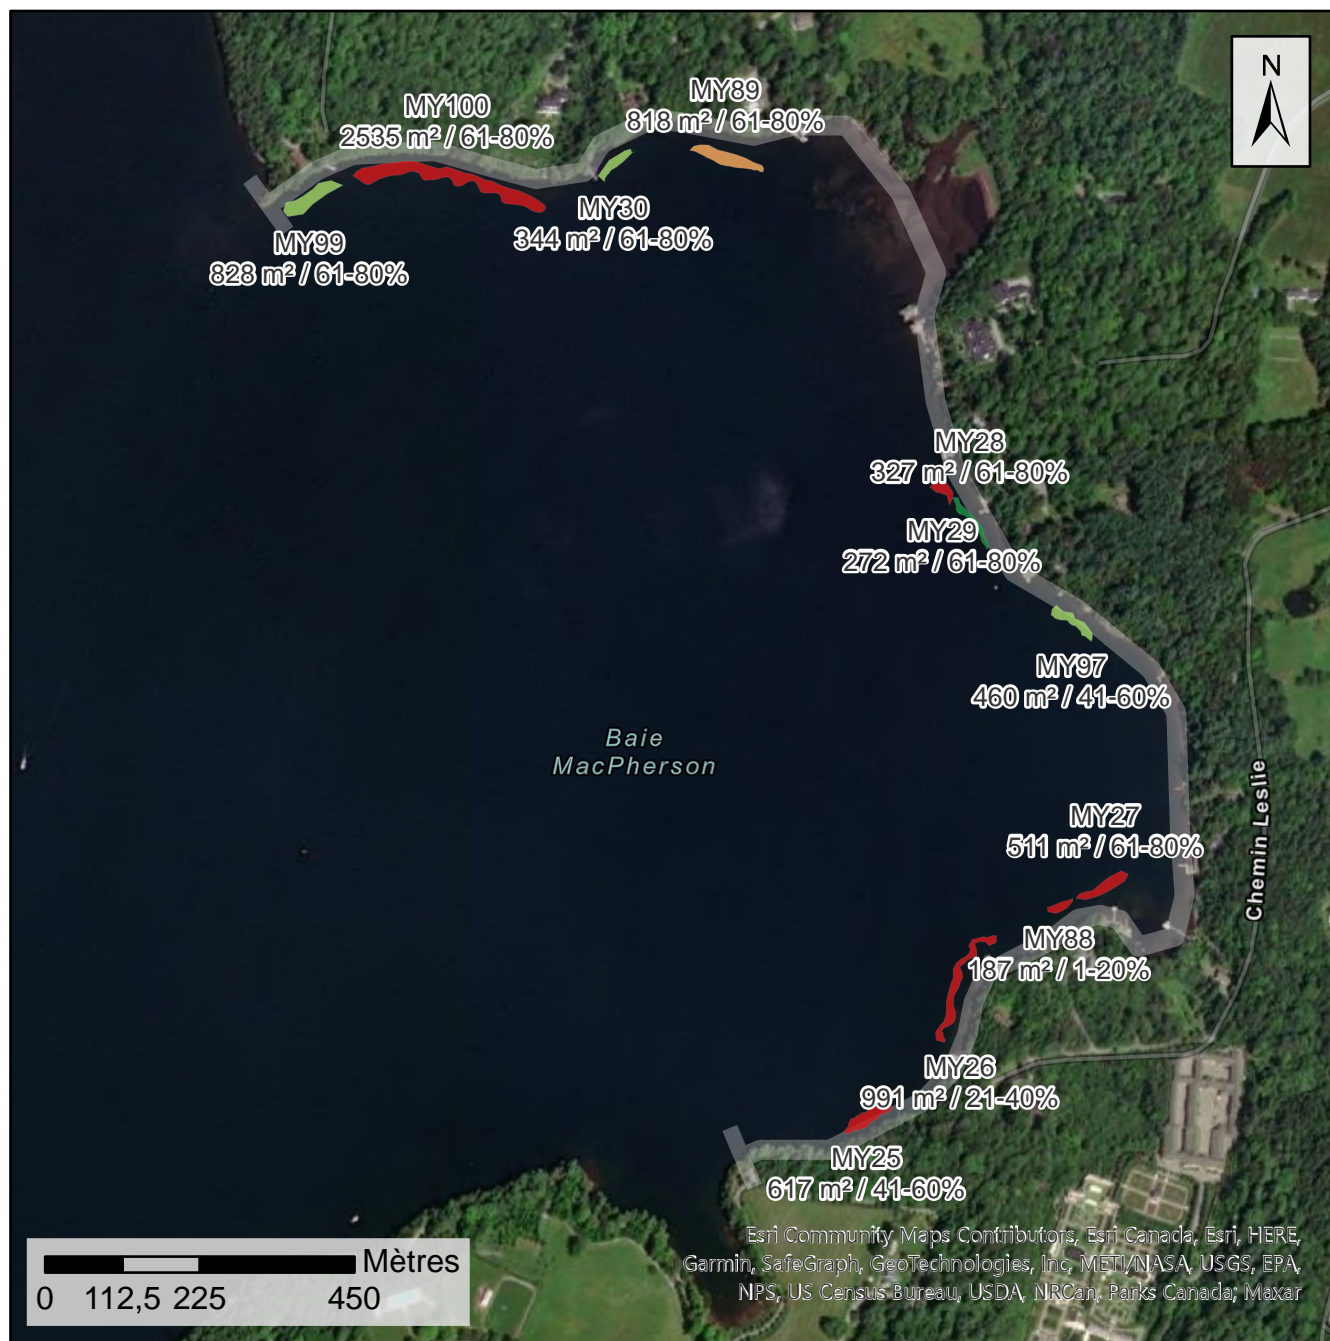 N
MY89
818 m² / 61-80%
MY100
2535 m² / 61-80%
MY30
344 m² / 61-80%
MY99
828 m² / 61-80%
MY28
327 m² / 61-80%
MY29
272 m² / 61-80%
MY97
460 m² / 41-60%
Baie
MacPherson
Chemin Leslie
MY27
511 m² / 61-80%
MY88
187 m² / 1-20%
MY26
991 m² / 21-40%
MY25
617 m² / 41-60%
Mètres
0 112,5 225 450
Esri Community Maps Contributors, Esri Canada, Esri, HERE,
Garmin, SafeGraph, GeoTechnologies, Inc, METI/NASA, USGS, EPA,
NPS, US Census Bureau, USDA, NRCan, Parks Canada; Maxar